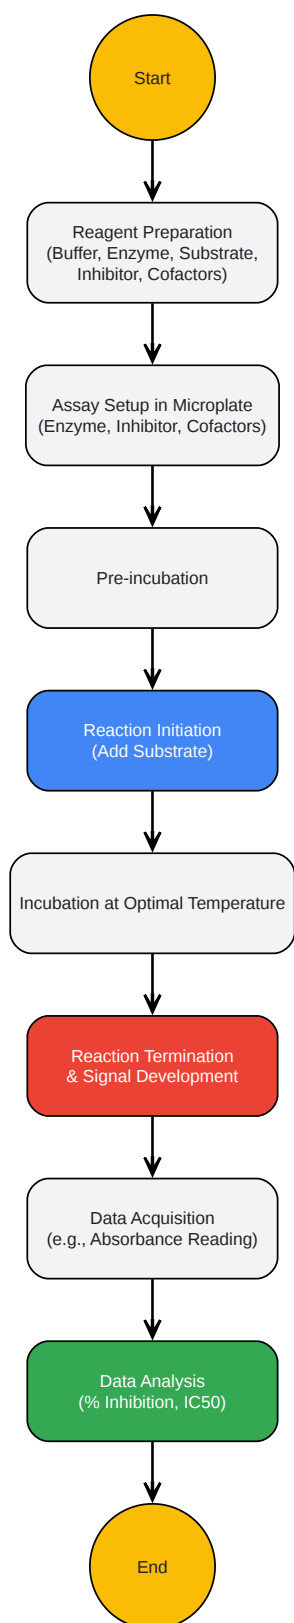 Start
Reagent Preparation
(Buffer, Enzyme, Substrate,
Inhibitor, Cofactors)
Assay Setup in Microplate
(Enzyme, Inhibitor, Cofactors)
Pre-incubation
Reaction Initiation
(Add Substrate)
Incubation at Optimal Temperature
Reaction Termination
& Signal Development
Data Acquisition
(e.g., Absorbance Reading)
Data Analysis
(% Inhibition, IC50)
End